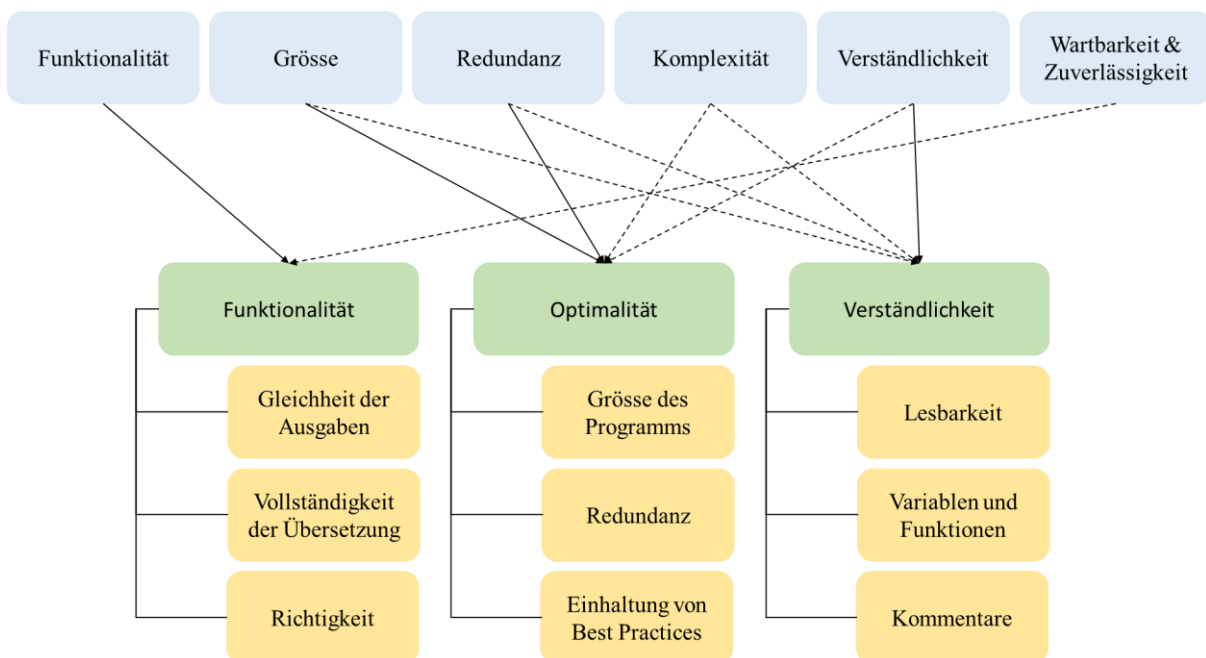 Funktionalität
Grösse
Redundanz
Komplexität
Verständlichkeit
Wartbarkeit &
Zuverlässigkeit
Funktionalität
Optimalität
Verständlichkeit
Gleichheit der
Ausgaben
Grösse des
Programms
Lesbarkeit
Vollständigkeit
der Übersetzung
Redundanz
Variablen und
Funktionen
Richtigkeit
Einhaltung von
Best Practices
Kommentare